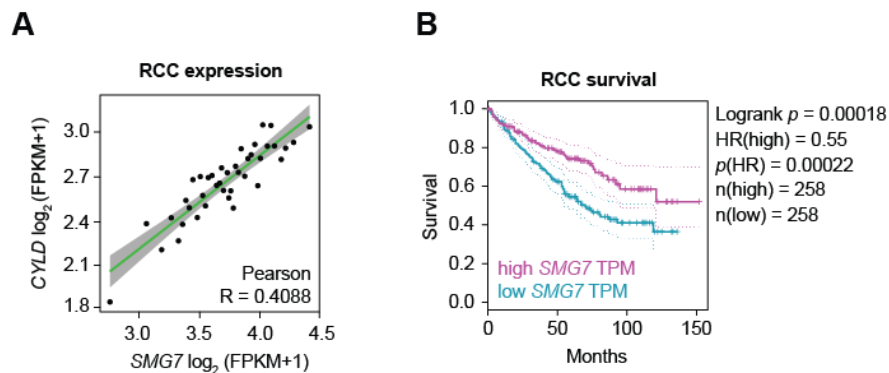 A
RCC expression
CYLD log2 (FPKM+1)
3.0
2.7
2.4
2.1
1.8
Pearson
R = 0.4088
3.0
3.5
4.0
4.5
SMG7 log2 (FPKM+1)
B
RCC survival
Survival
1.0
0.8
0.6
0.4
0.2
0.0
high SMG7 TPM
low SMG7 TPM
0
50
100
150
Months
Logrank p = 0.00018
HR(high) = 0.55
p(HR) = 0.00022
n(high) = 258
n(low) = 258